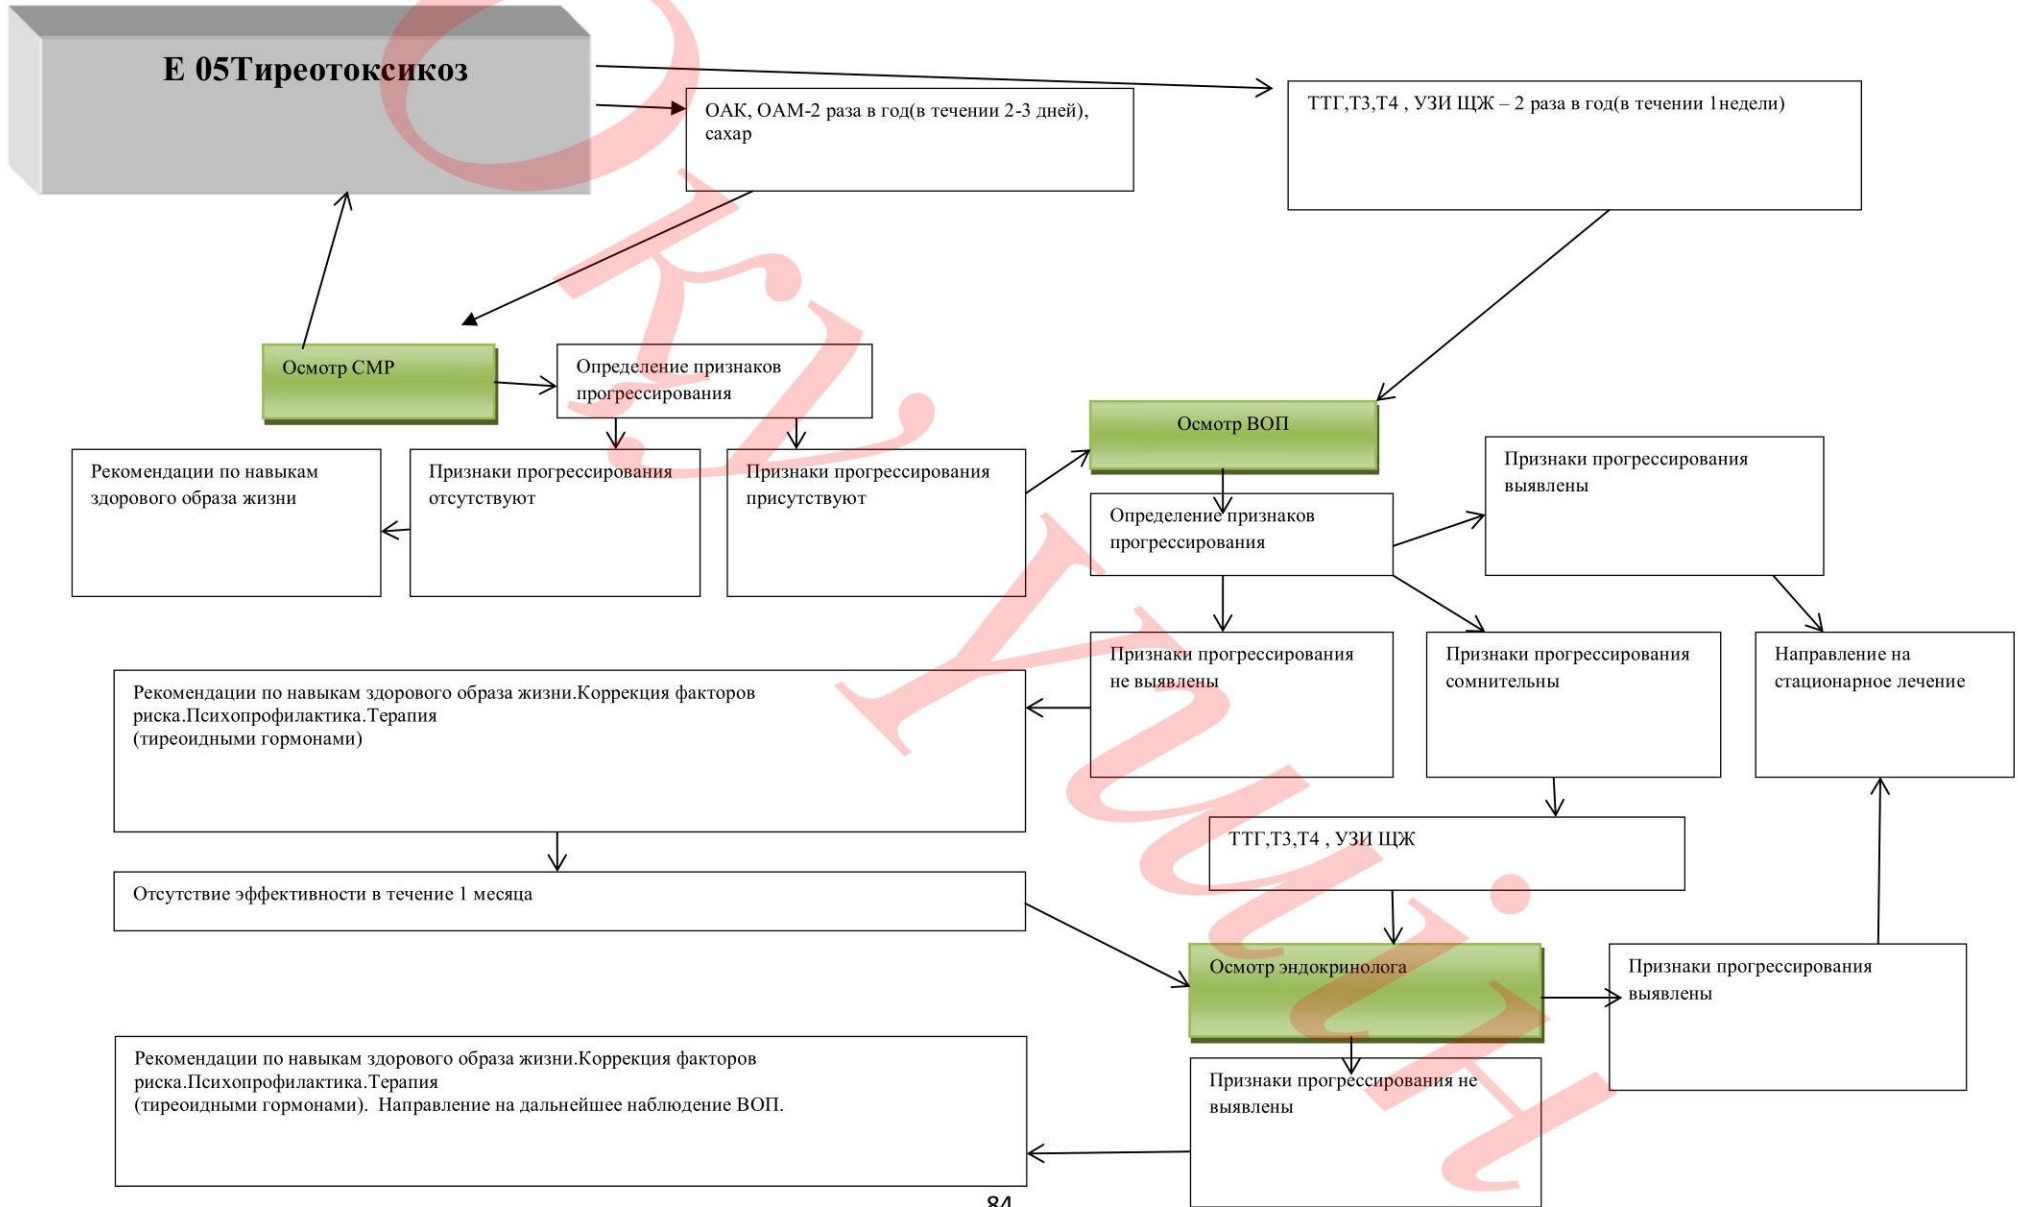 Е 05Тиреотоксикоз
ОАК, ОАМ-2 раза в год(в течении 2-3 дней),
сахар
ТТГ,Т3,Т4 , УЗИ ЩЖ – 2 раза в год(в течении 1недели)
Осмотр СМР
Определение признаков
прогрессирования
Осмотр ВОП
Рекомендации по навыкам
здорового образа жизни
Признаки прогрессирования
отсутствуют
Признаки прогрессирования
присутствуют
Признаки прогрессирования
выявлены
Определение признаков
прогрессирования
Признаки прогрессирования
не выявлены
Признаки прогрессирования
сомнительны
Направление на
стационарное лечение
Рекомендации по навыкам здорового образа жизни.Коррекция факторов
риска.Психопрофилактика.Терапия
(тиреоидными гормонами)
ТТГ,Т3,Т4 , УЗИ ЩЖ
Отсутствие эффективности в течение 1 месяца
Осмотр эндокринолога
Признаки прогрессирования
выявлены
Рекомендации по навыкам здорового образа жизни.Коррекция факторов
риска.Психопрофилактика.Терапия
(тиреоидными гормонами).  Направление на дальнейшее наблюдение ВОП.
Признаки прогрессирования не
выявлены
84